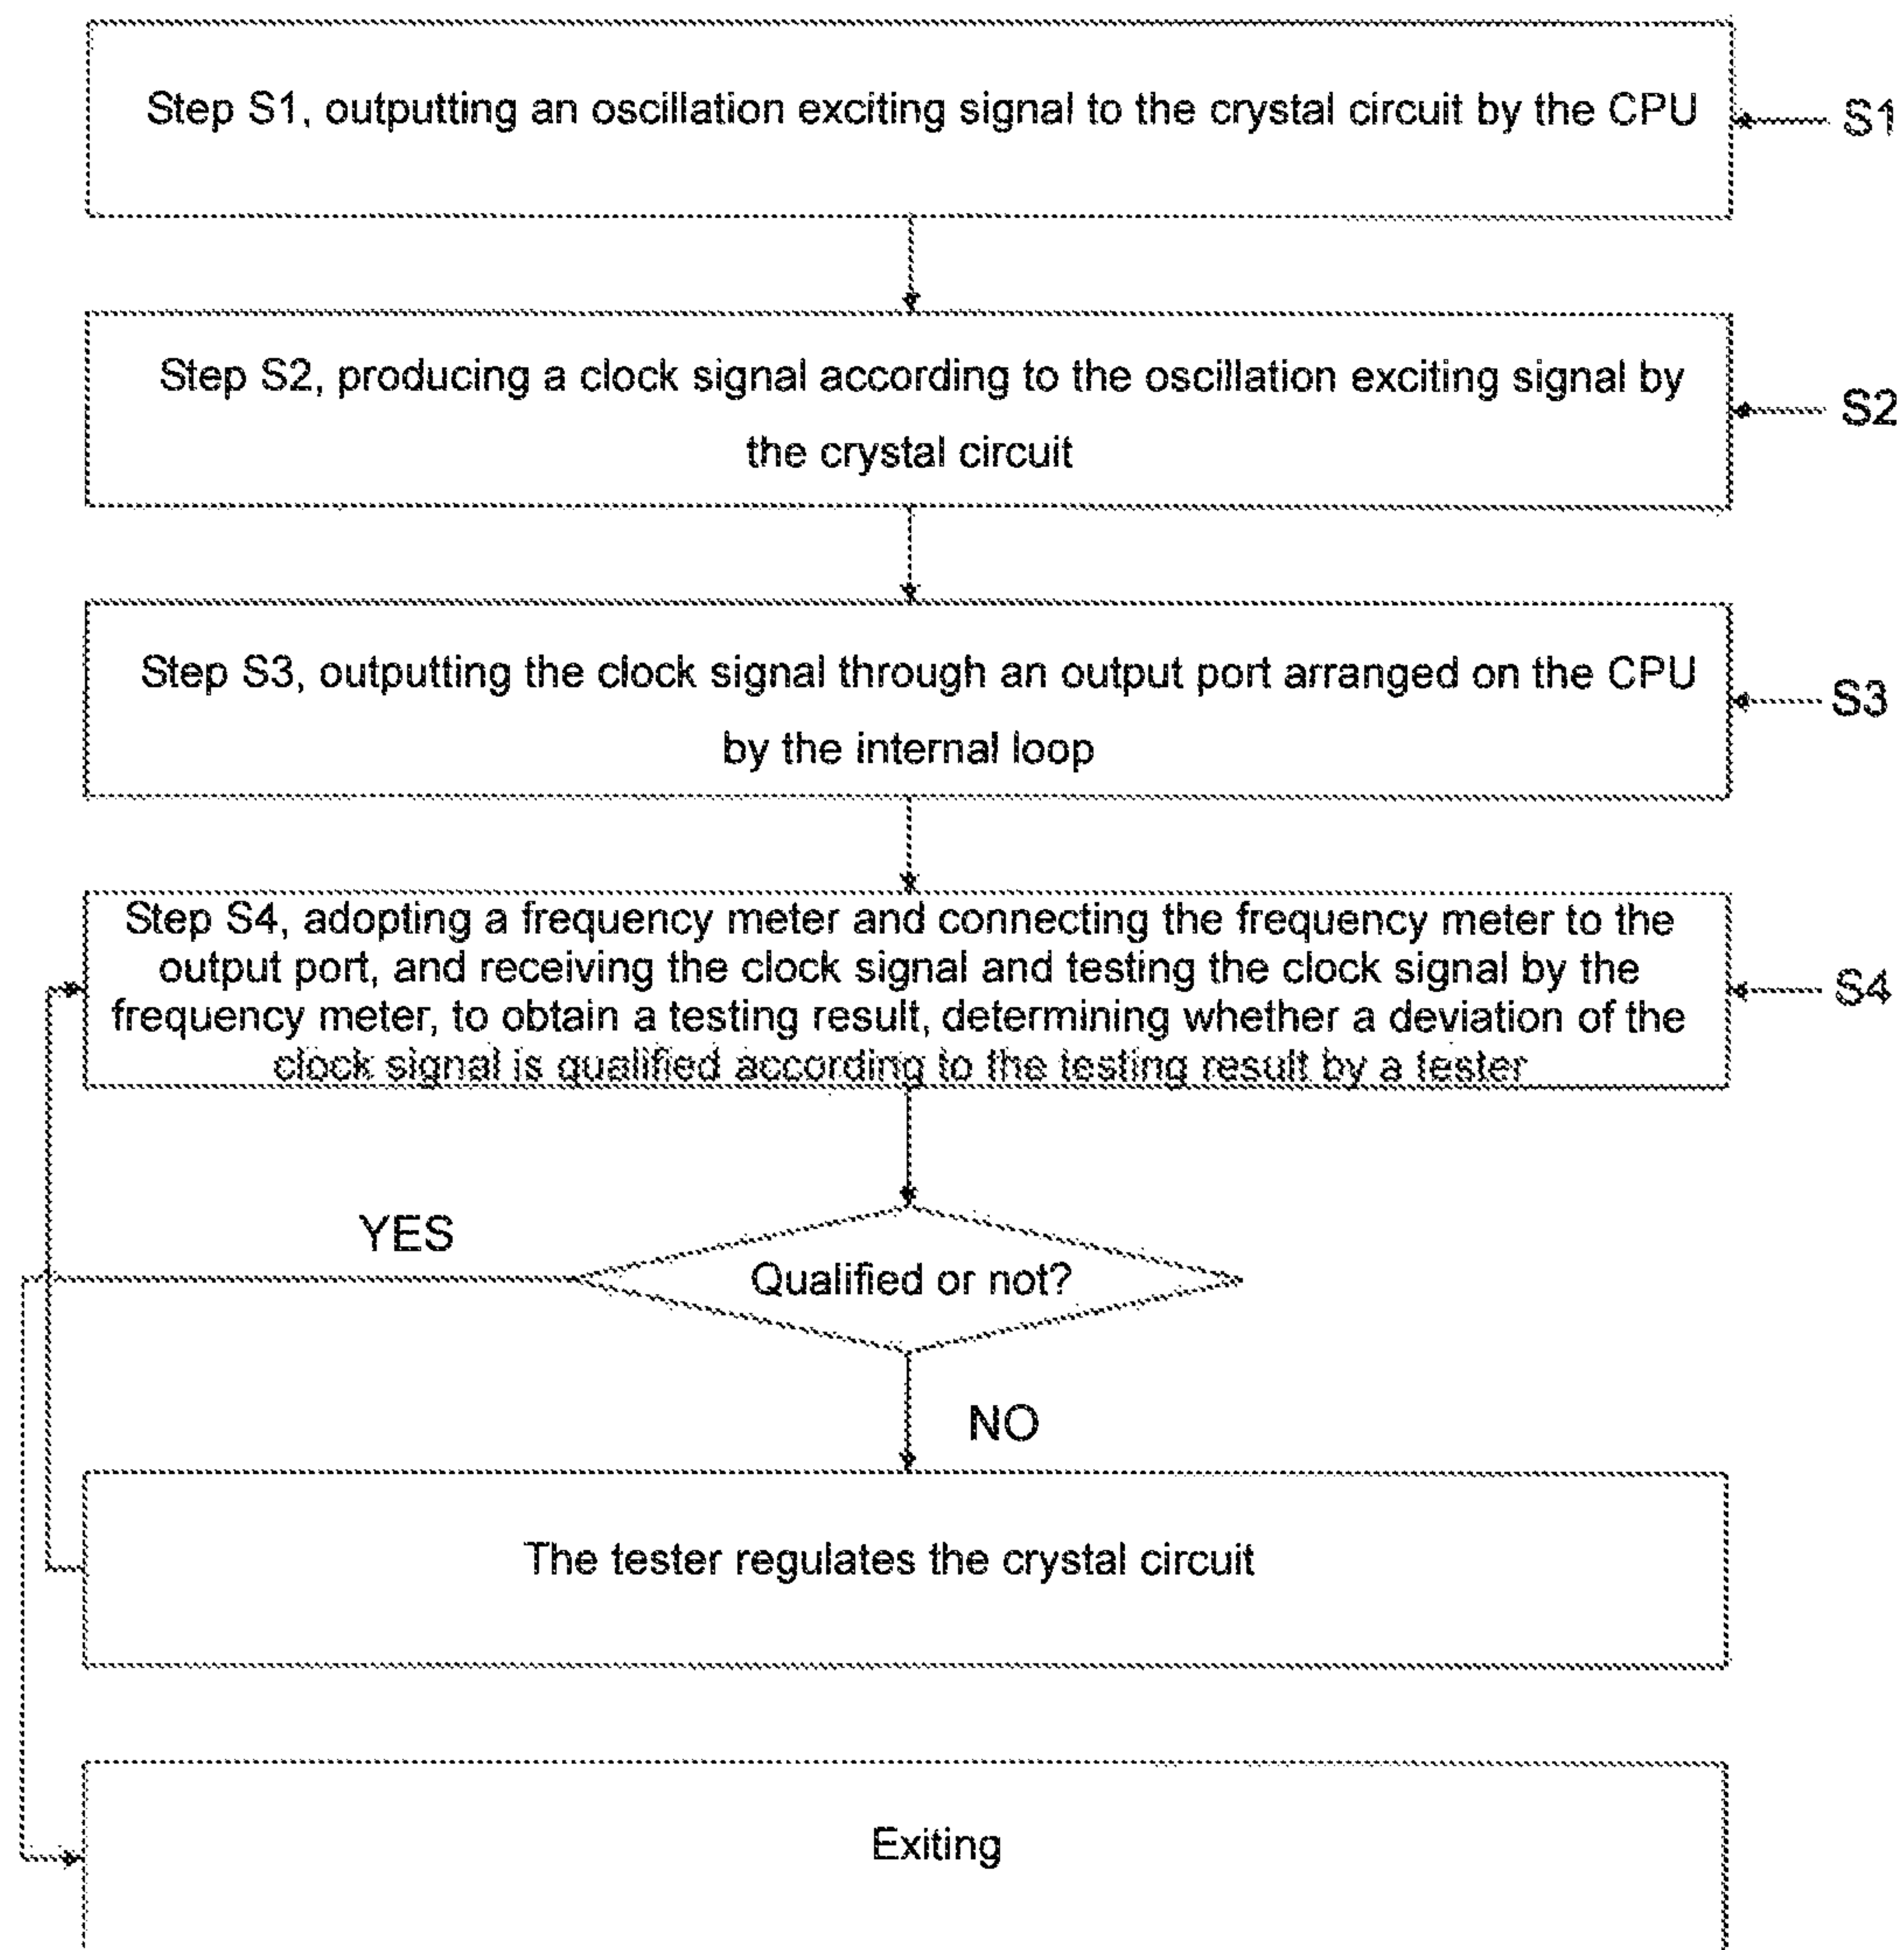 Step S1, outputting an oscillation exciting signal to the crystal circuit by the CPU
S1
Step S2, producing a clock signal according to the oscillation exciting signal by
the crystal circuit
S2
Step S3, outputting the clock signal through an output port arranged on the CPU
by the internal loop
S3
Step S4, adopting a frequency meter and connecting the frequency meter to the
output port, and receiving the clock signal and testing the clock signal by the
frequency meter, to obtain a testing result, determining whether a deviation of the
clock signal is qualified according to the testing result by a tester
S4
YES
Qualified or not?
NO
The tester regulates the crystal circuit
Exiting